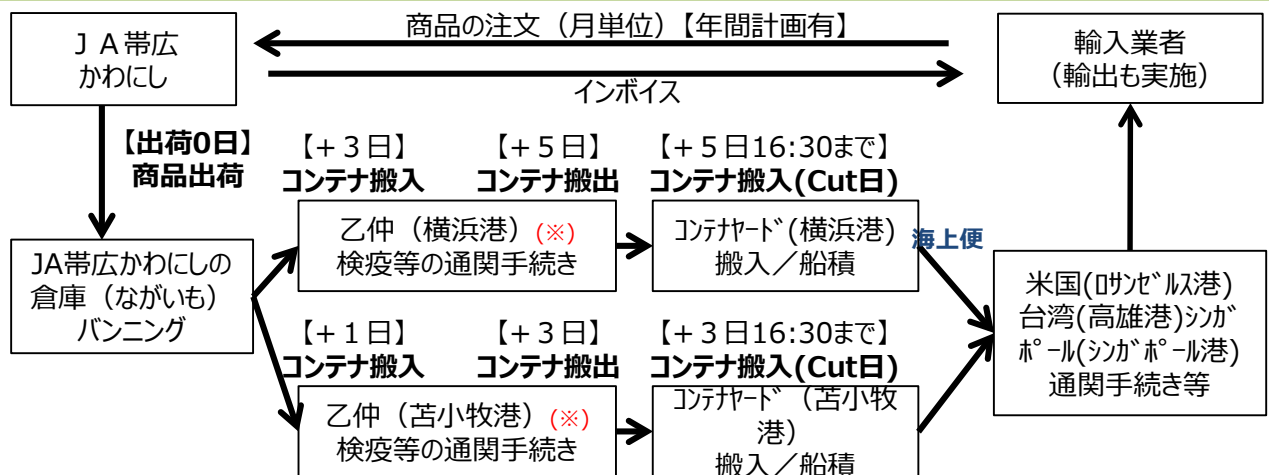 商品の注文（月単位）【年間計画有】
ＪＡ帯広
かわにし
輸入業者
（輸出も実施）
インボイス
【出荷0日】
商品出荷
【+３日】
コンテナ搬入
【+５日】
コンテナ搬出
【+５日16:30まで】
コンテナ搬入(Cut日)
乙仲（横浜港）(※)
検疫等の通関手続き
ｺﾝﾃﾅﾔｰﾄﾞ(横浜港)
搬入／船積
海上便
JA帯広かわにしの
倉庫（ながいも）
バンニング
米国(ﾛｻﾝｾﾞﾙｽ港)
台湾(高雄港)ｼﾝｶﾞ
ﾎﾟｰﾙ(ｼﾝｶﾞﾎﾟｰﾙ港)
通関手続き等
【+１日】
コンテナ搬入
【+３日】
コンテナ搬出
【+３日16:30まで】
コンテナ搬入(Cut日)
乙仲（苫小牧港）(※)
検疫等の通関手続き
ｺﾝﾃﾅﾔｰﾄﾞ（苫小牧
港）
搬入／船積